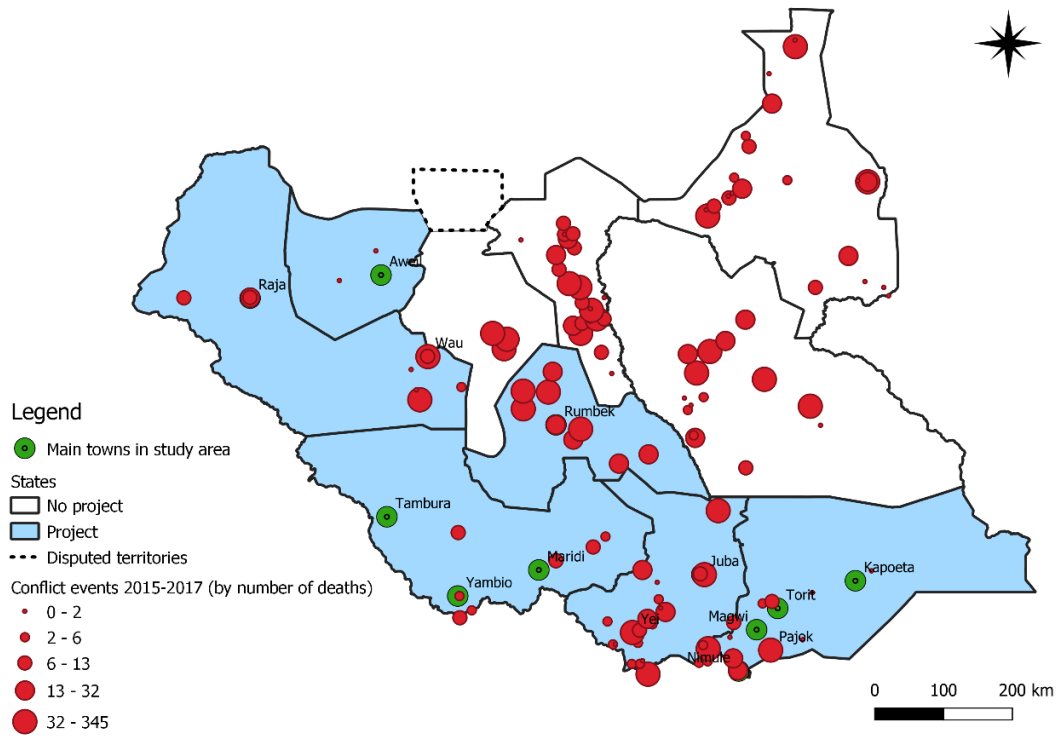 Raja
Aweil
Wau
Rumbek
Tambura
Maridi
Yambio
Juba
Kapoeta
Torit
Magwi
Yei
Pajok
Nimule
Legend
Main towns in study area
States
No project
Project
Disputed territories
Conflict events 2015-2017 (by number of deaths)
0 - 2
2 - 6
6 - 13
13 - 32
32 - 345
0 100 200 km